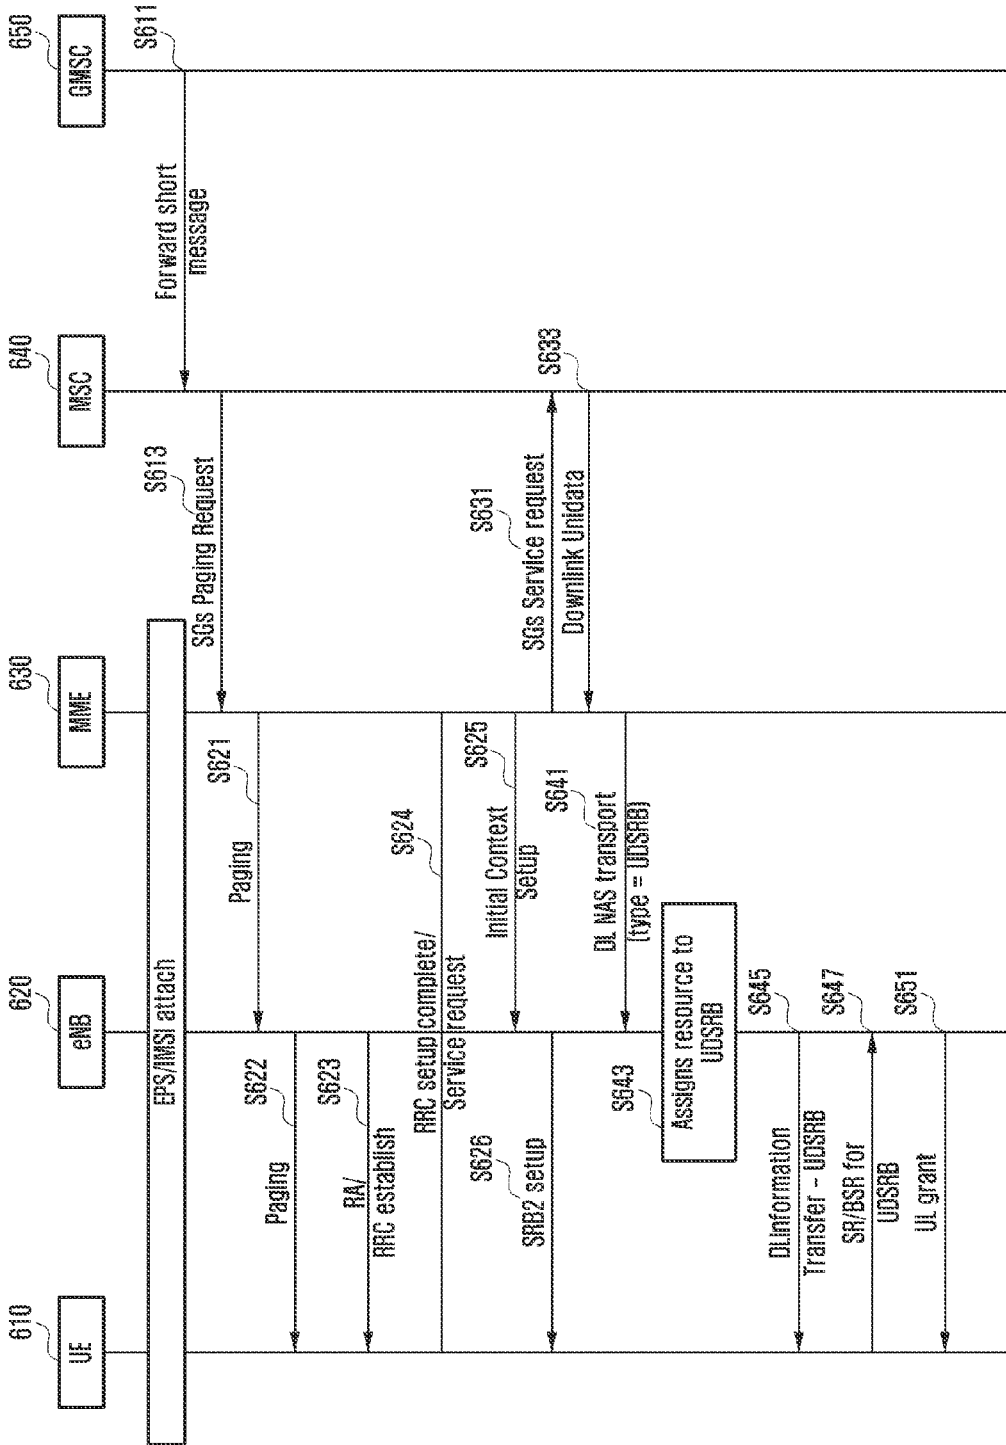 610
620
630
640
650
UE
eNB
MME
MSC
GMSC
EPS/IMSI attach
S611
Forward short
message
S613
SGs Paging Request
S621
Paging
S622
Paging
S623
RA/
RRC establish
S624
RRC setup complete/
Service request
S625
Initial Context
Setup
S626
SRB2 setup
S631
SGs Service request
S633
Downlink Unidata
S641
DL NAS transport
(type = UDSRB)
S643
Assigns resource to
UDSRB
S645
DLInformation
Transfer - UDSRB
S647
SR/BSR for
UDSRB
S651
UL grant